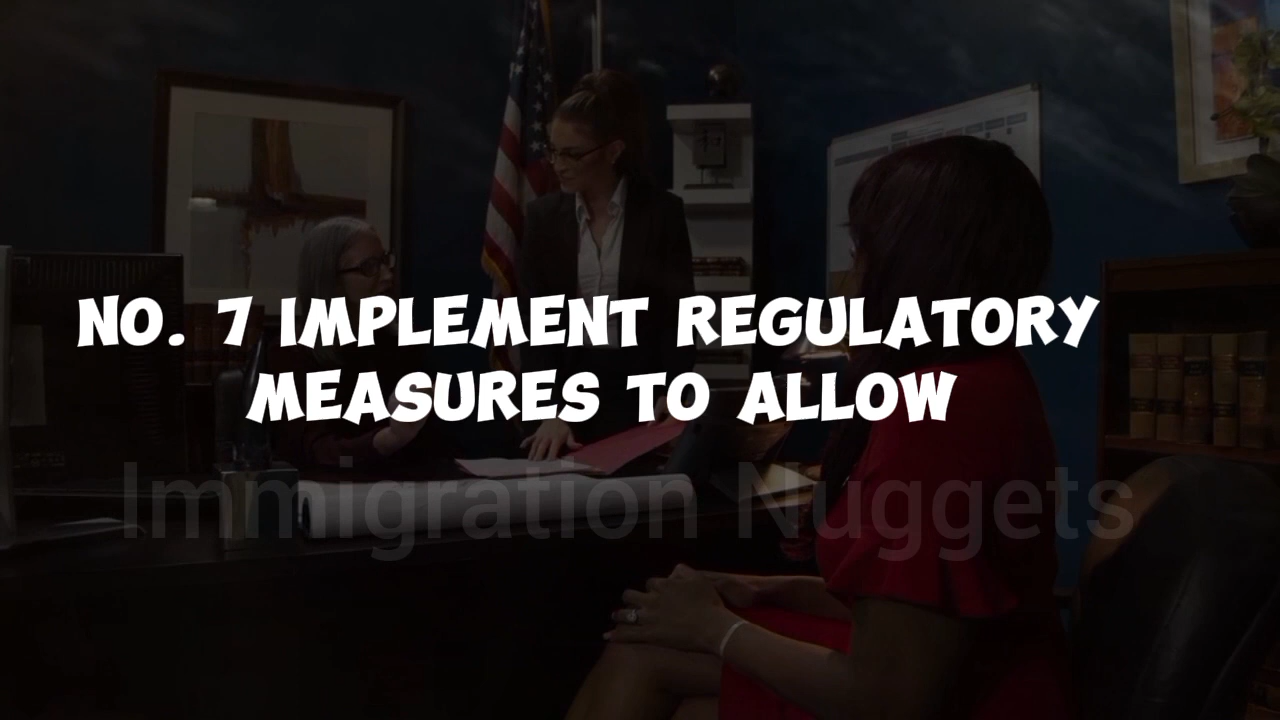 NO. 7 IMPLEMENT REGULATORY
MEASURES TO ALLOW
Immigration Nuggets